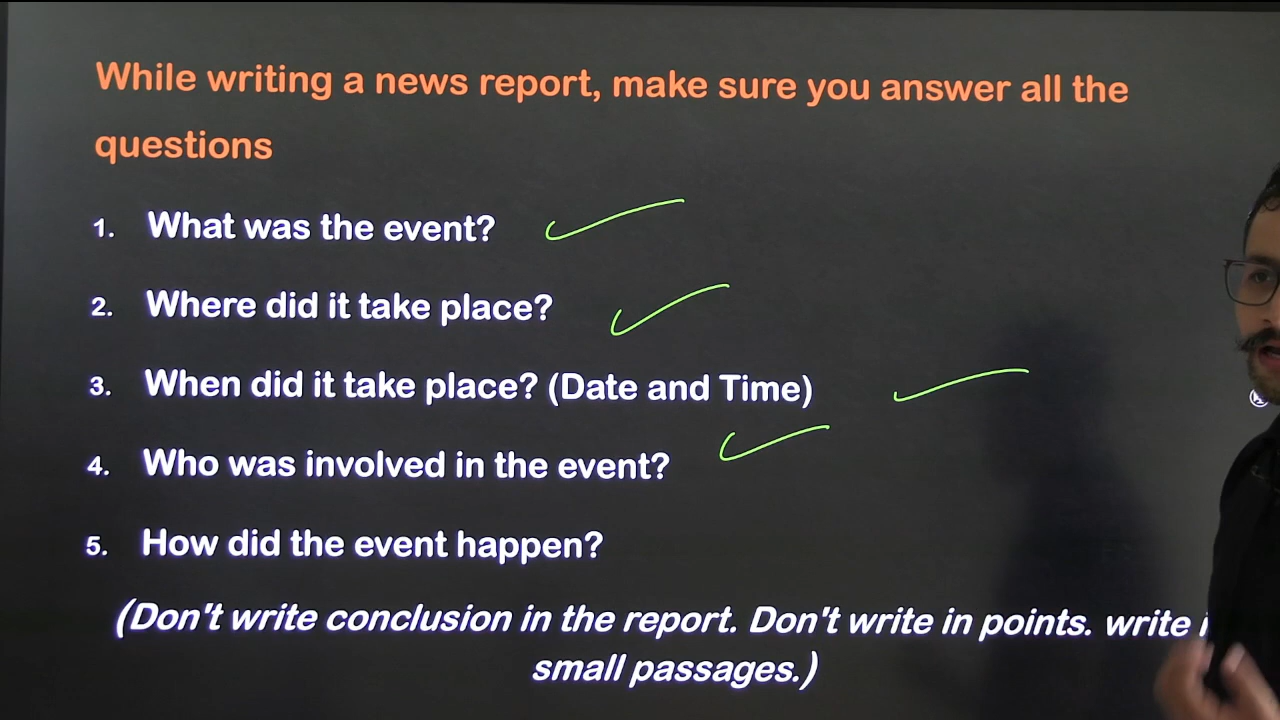 While writing a news report, make sure you answer all the
questions
1. What was the event?
2. Where did it take place?
3. When did it take place? (Date and Time)
4. Who was involved in the event?
5. How did the event happen?
(Don't write conclusion in the report. Don't write in points. write
small passages.)